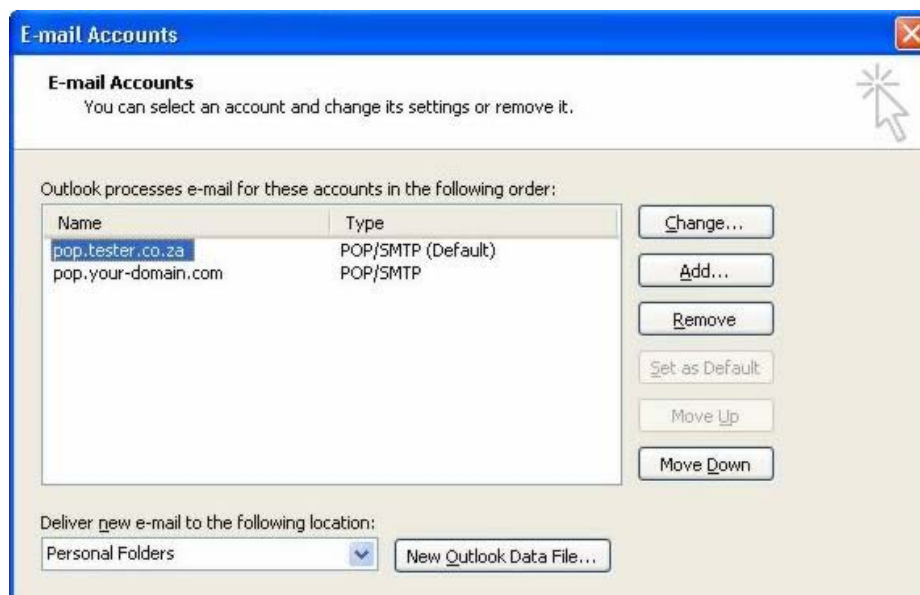 E-mail Accounts
E-mail Accounts
You can select an account and change its settings or remove it.
Outlook processes e-mail for these accounts in the following order:
Name Type
pop.tester.co.za POP/SMTP (Default)
pop.your-domain.com POP/SMTP
Change...
Add...
Remove
Set as Default
Move Up
Move Down
Deliver new e-mail to the following location:
Personal Folders New Outlook Data File...